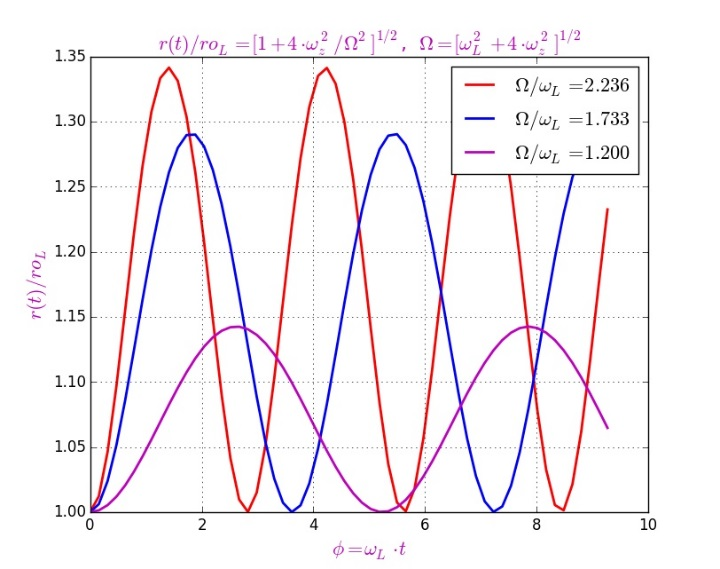 r(t)/ro_L = [1+4·ω_z^2/Ω^2]^{1/2}, Ω=[ω_L^2+4·ω_z^2]^{1/2}
Ω/ω_L =2.236
Ω/ω_L =1.733
Ω/ω_L =1.200
1.35
1.30
1.25
1.20
1.15
1.10
1.05
1.00
r(t)/ro_L
0 2 4 6 8 10
φ=ω_L·t